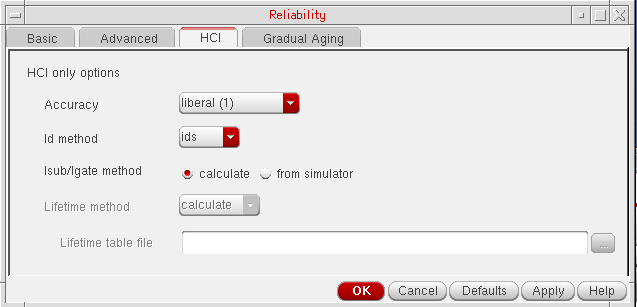 Reliability
Basic Advanced HCI Gradual Aging
HCI only options
Accuracy liberal (1)
Id method ids
Isub/Igate method calculate from simulator
Lifetime method calculate
Lifetime table file ...
OK Cancel Defaults Apply Help